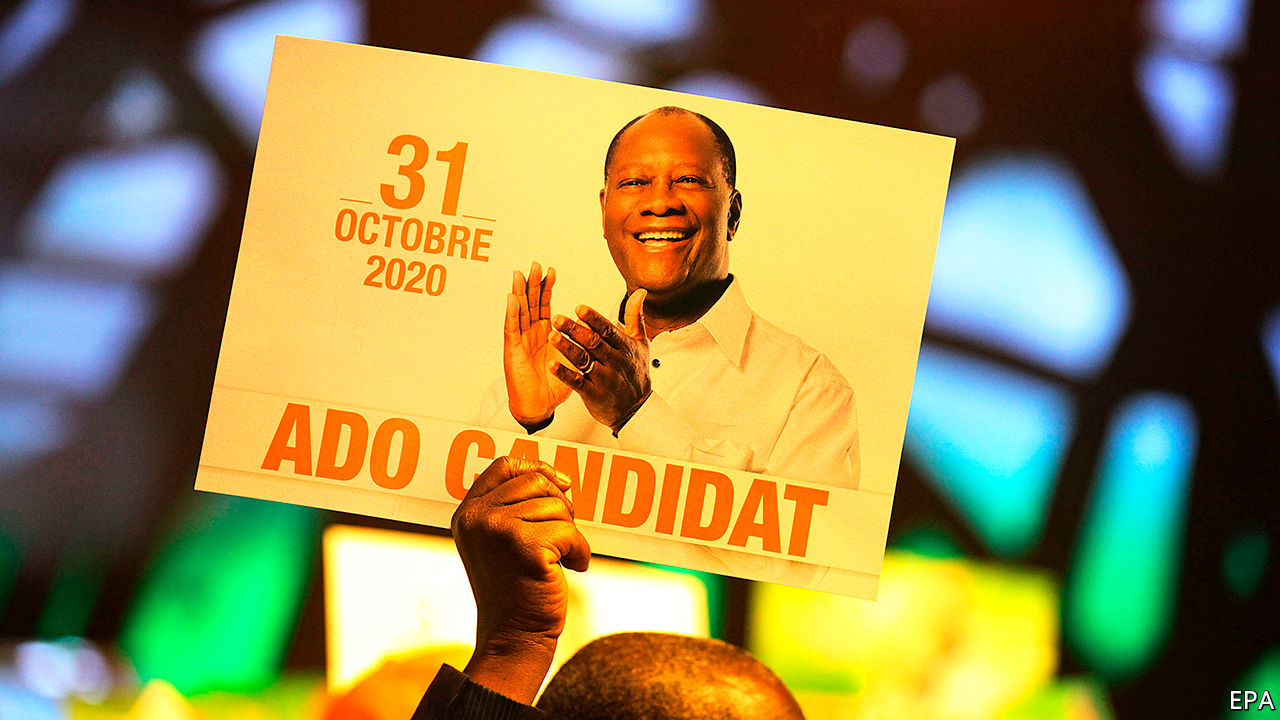 31
OCTOBRE
2020
ADO CANDIDAT
EPA